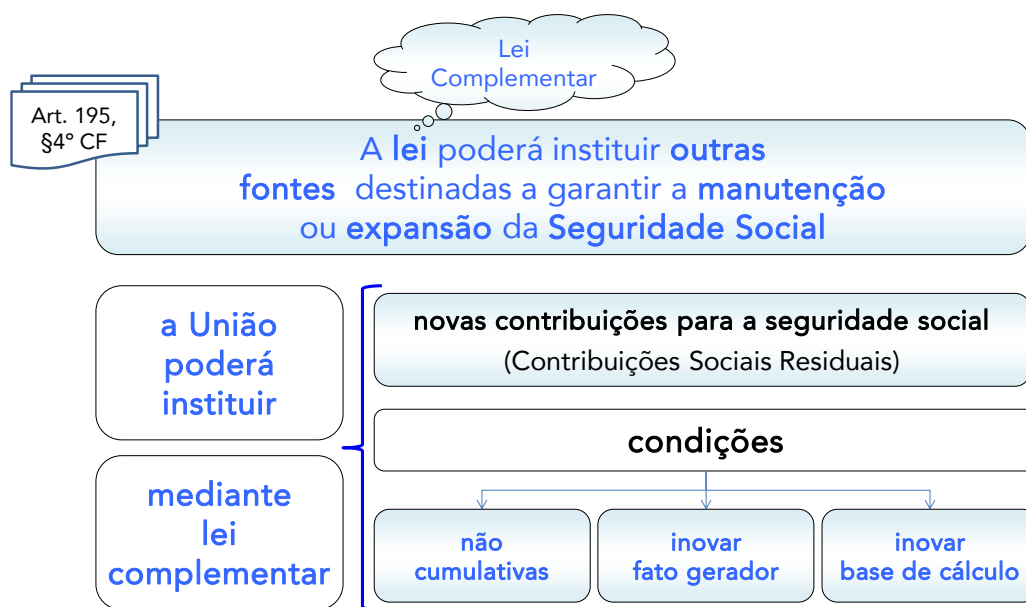 Lei
Complementar
Art. 195,
§4º CF
A lei poderá instituir outras
fontes destinadas a garantir a manutenção
ou expansão da Seguridade Social
a União
poderá
instituir
mediante
lei
complementar
novas contribuições para a seguridade social
(Contribuições Sociais Residuais)
condições
não
cumulativas
inovar
fato gerador
inovar
base de cálculo